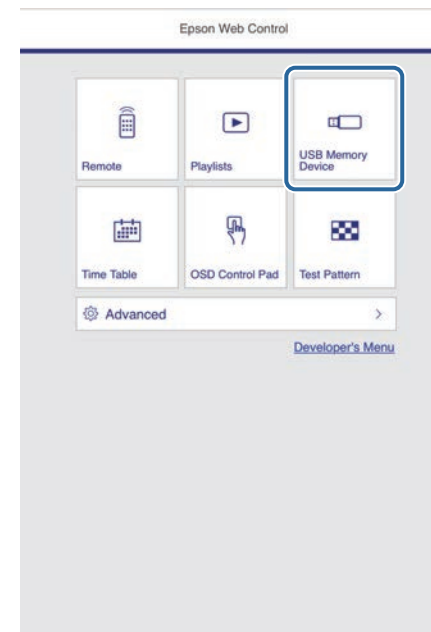 Epson Web Control
Remote
Playlists
USB Memory
Device
Time Table
OSD Control Pad
Test Pattern
Advanced
Developer's Menu